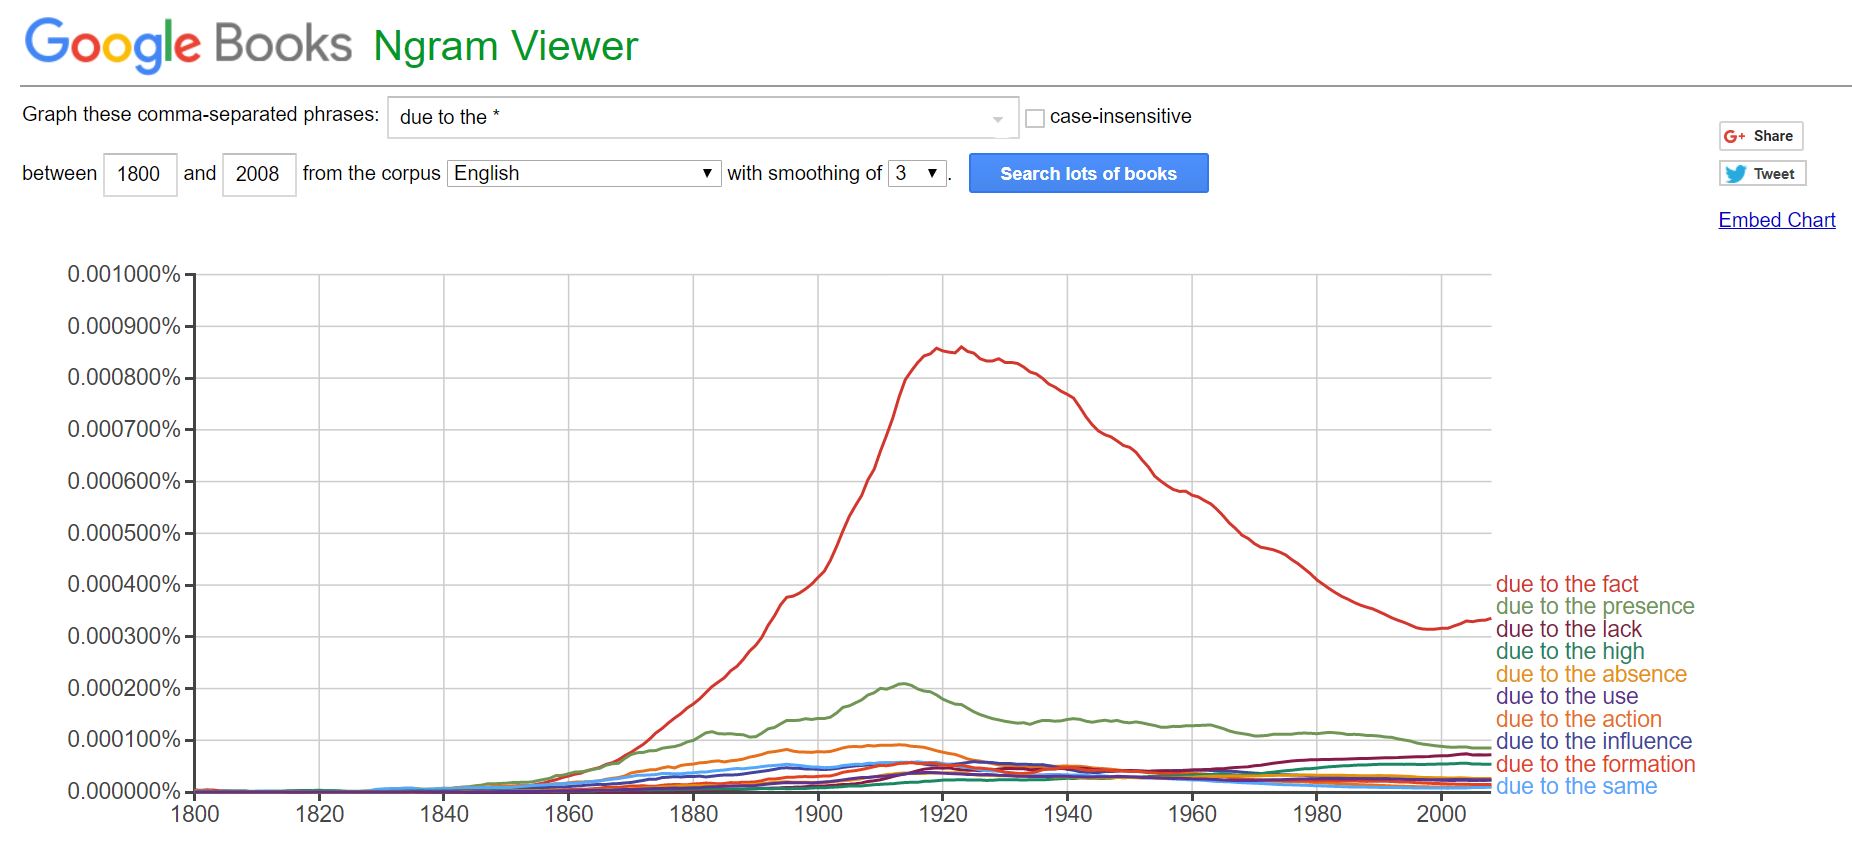 Google Books Ngram Viewer
Graph these comma-separated phrases: due to the * case-insensitive
between 1800 and 2008 from the corpus English with smoothing of 3 . Search lots of books
G+ Share
Tweet
Embed Chart
0.001000%
0.000900%
0.000800%
0.000700%
0.000600%
0.000500%
0.000400%
0.000300%
0.000200%
0.000100%
0.000000%
1800 1820 1840 1860 1880 1900 1920 1940 1960 1980 2000
due to the fact
due to the presence
due to the lack
due to the high
due to the absence
due to the use
due to the action
due to the influence
due to the formation
due to the same